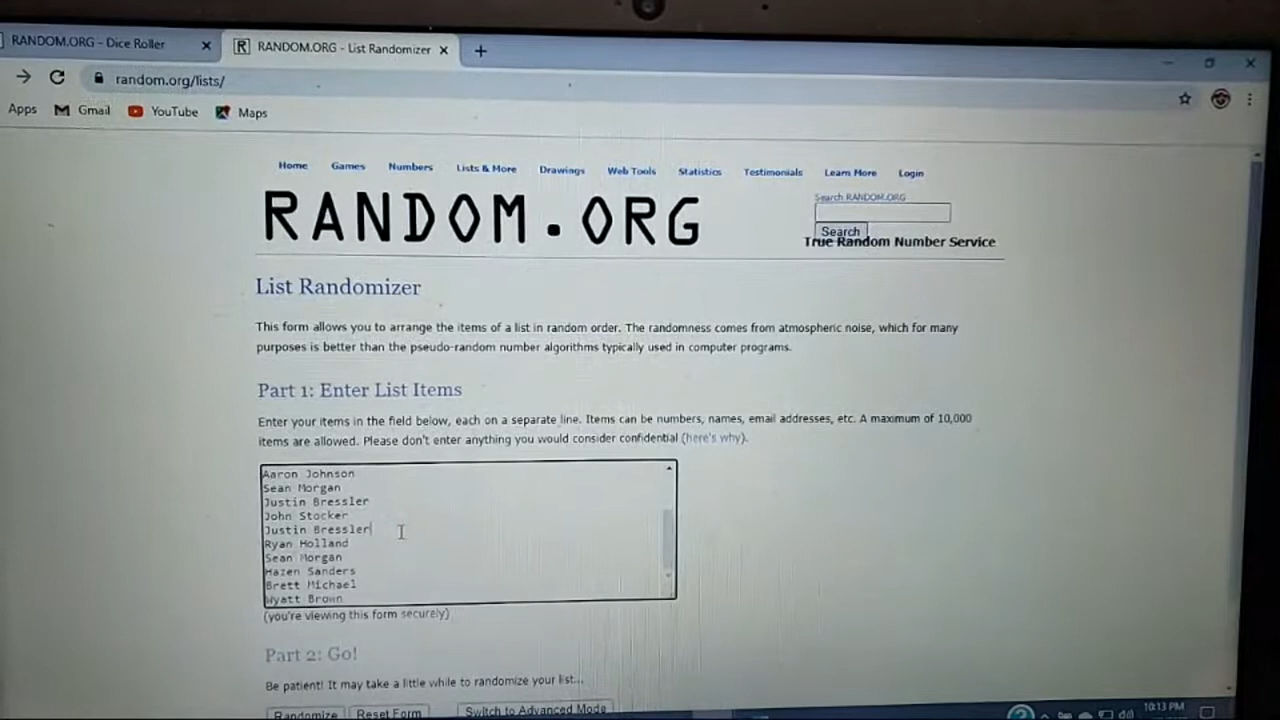 RANDOM.ORG - Dice Roller
RANDOM.ORG - List Randomizer
random.org/lists/
Apps Gmail YouTube Maps
Home Games Numbers Lists & More Drawings Web Tools Statistics Testimonials Learn More Login
RANDOM.ORG
Search RANDOM.ORG
Search
True Random Number Service
List Randomizer
This form allows you to arrange the items of a list in random order. The randomness comes from atmospheric noise, which for many
purposes is better than the pseudo-random number algorithms typically used in computer programs.
Part 1: Enter List Items
Enter your items in the field below, each on a separate line. Items can be numbers, names, email addresses, etc. A maximum of 10,000
items are allowed. Please don't enter anything you would consider confidential (here's why).
Aaron Johnson
Sean Morgan
Justin Bressler
John Stocker
Justin Bressler
Ryan Holland
Sean Morgan
Hazen Sanders
Brett Michael
Wyatt Brown
(you're viewing this form securely)
Part 2: Go!
Be patient! It may take a little while to randomize your list...
Randomize Reset Form Switch to Advanced Mode
10:13 PM